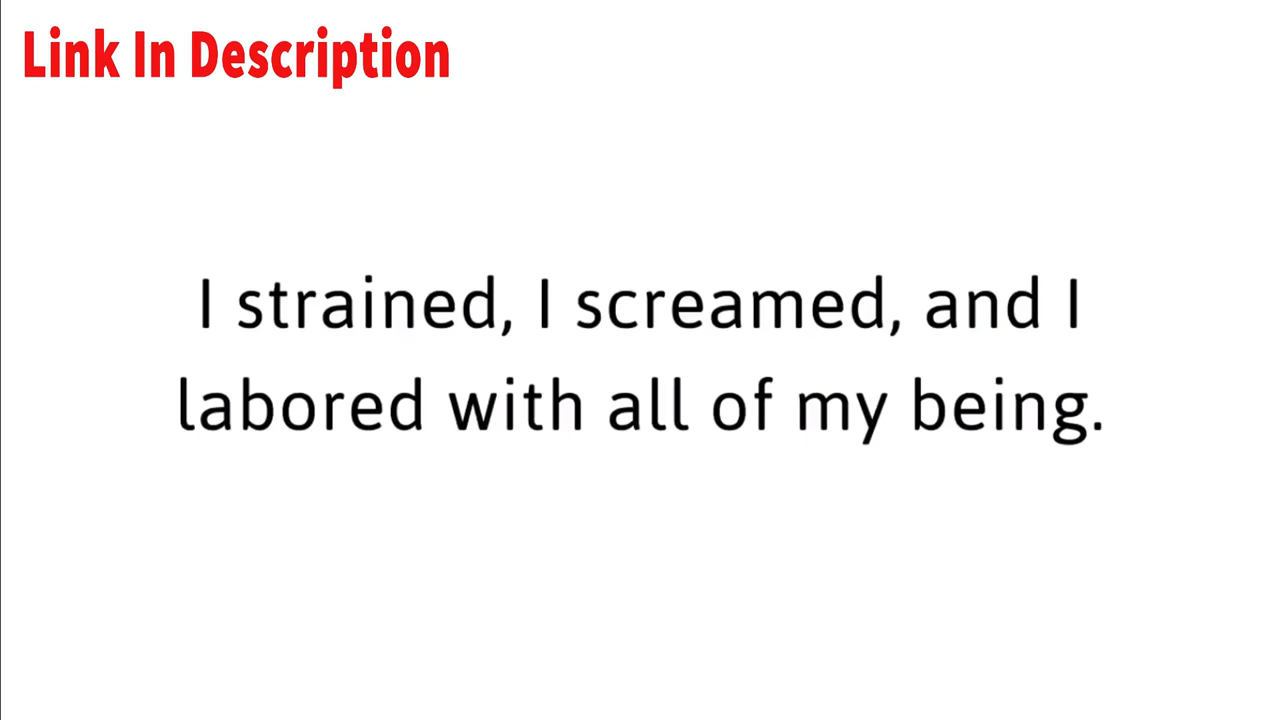 Link In Description
I strained, I screamed, and I
labored with all of my being.